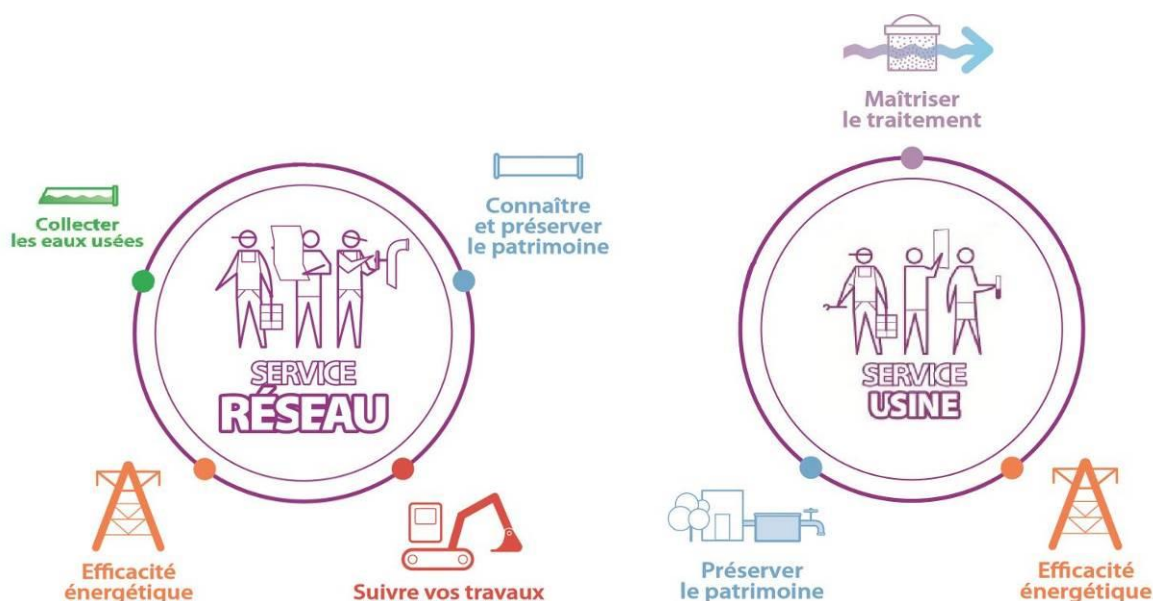 Collecter
les eaux usées
Connaître
et préserver
le patrimoine
SERVICE
RÉSEAU
Efficacité
énergétique
Suivre vos travaux
Maîtriser
le traitement
SERVICE
USINE
Préserver
le patrimoine
Efficacité
énergétique